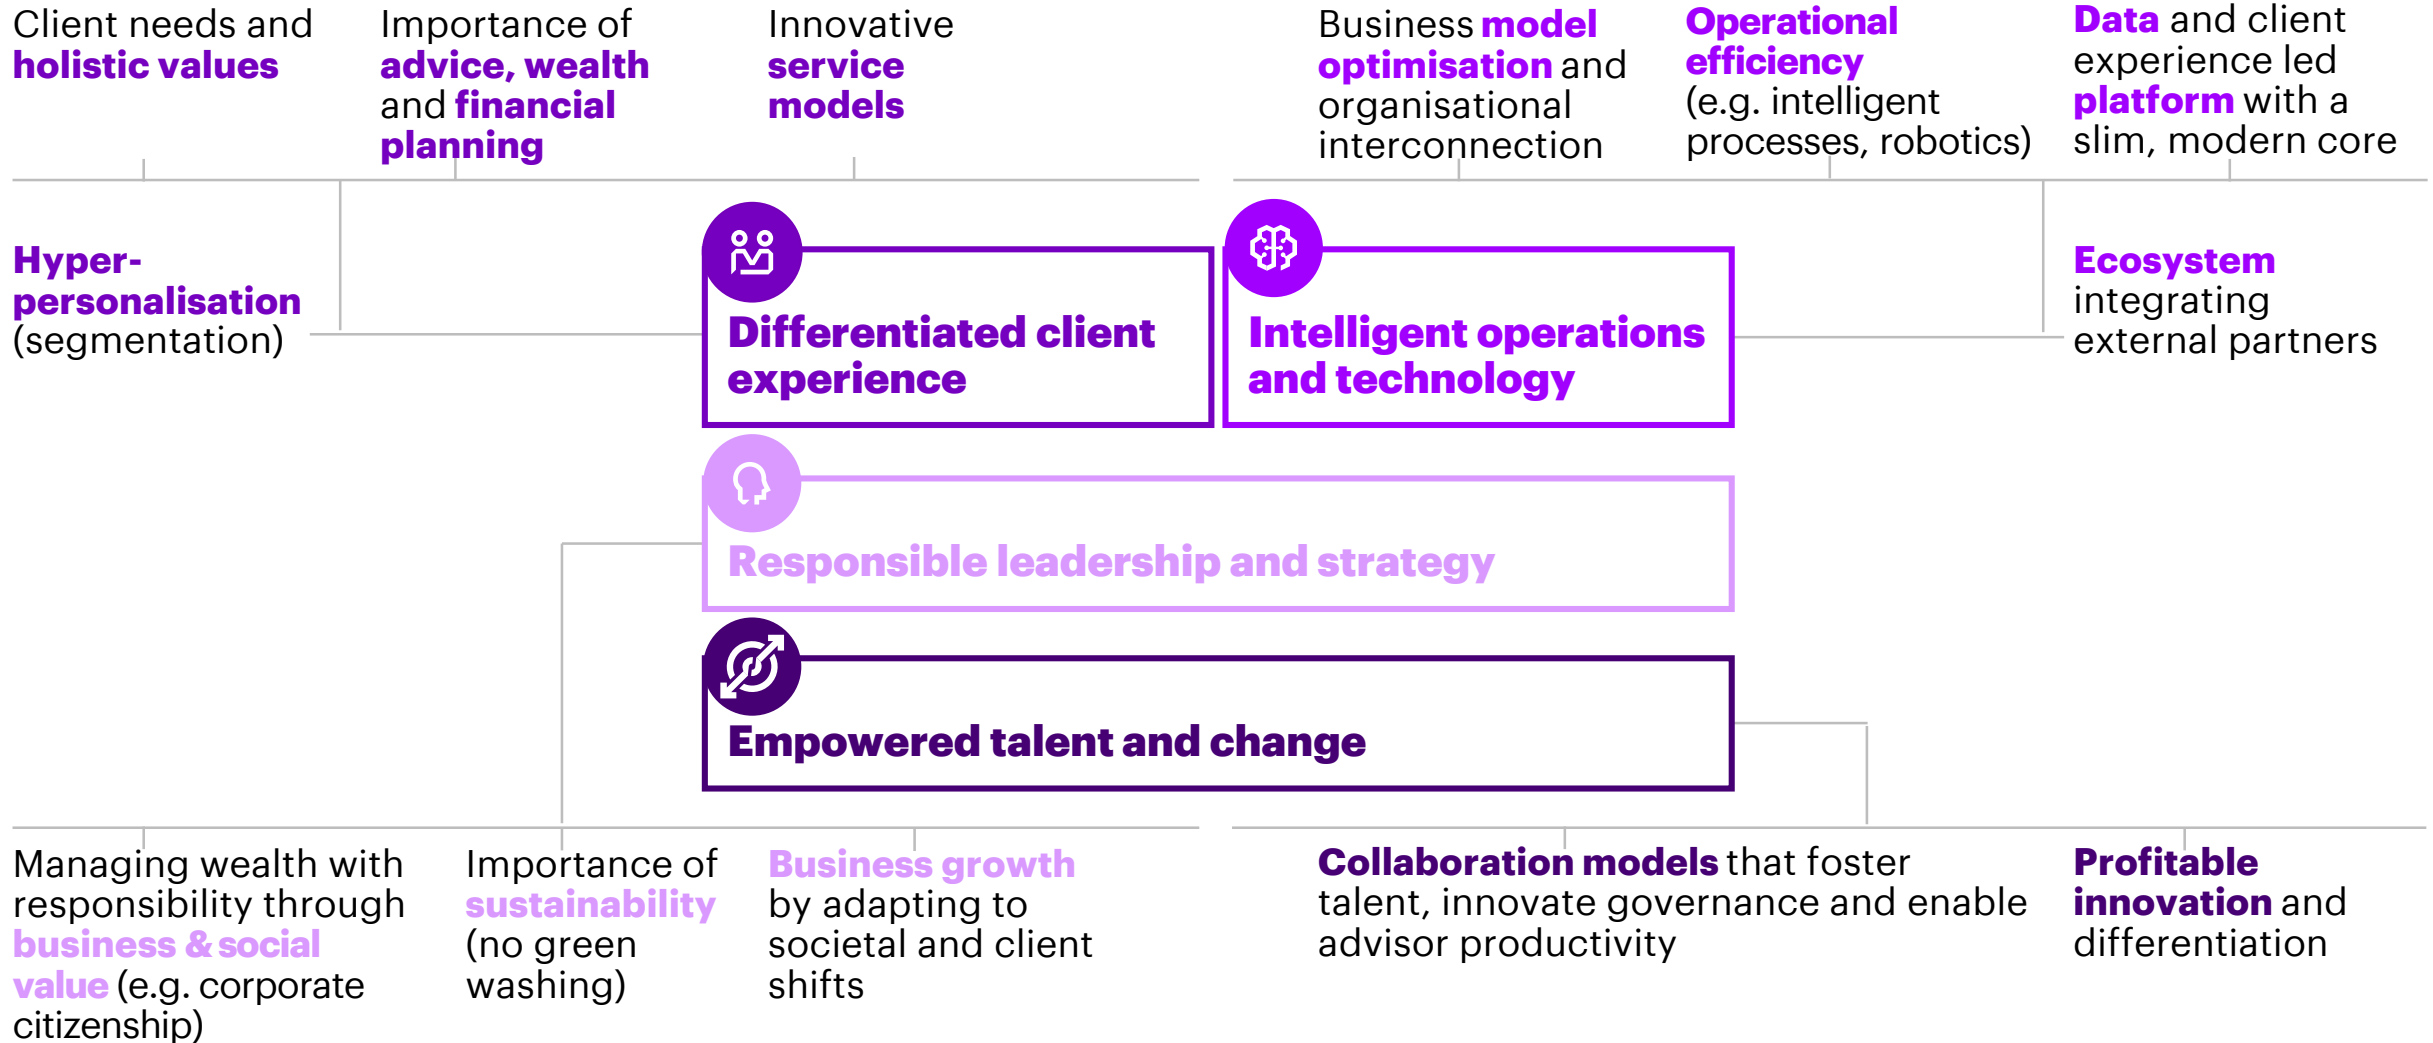 Client needs and
holistic values
Importance of
advice, wealth
and financial
planning
Innovative
service
models
Business model
optimisation and
organisational
interconnection
Operational
efficiency
(e.g. intelligent
processes, robotics)
Data and client
experience led
platform with a
slim, modern core
Hyper-
personalisation
(segmentation)
Differentiated client
experience
Intelligent operations
and technology
Ecosystem
integrating
external partners
Responsible leadership and strategy
Empowered talent and change
Managing wealth with
responsibility through
business & social
value (e.g. corporate
citizenship)
Importance of
sustainability
(no green
washing)
Business growth
by adapting to
societal and client
shifts
Collaboration models that foster
talent, innovate governance and enable
advisor productivity
Profitable
innovation and
differentiation